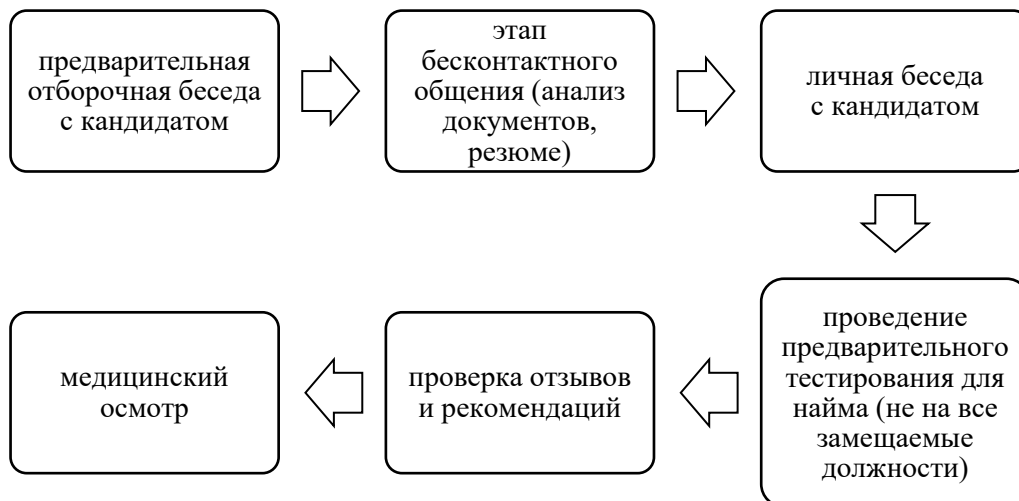 предварительная
отборочная беседа
с кандидатом
этап
бесконтактного
общения (анализ
документов,
резюме)
личная беседа
с кандидатом
проведение
предварительного
тестирования для
найма (не на все
замещаемые
должности)
проверка отзывов
и рекомендаций
медицинский
осмотр